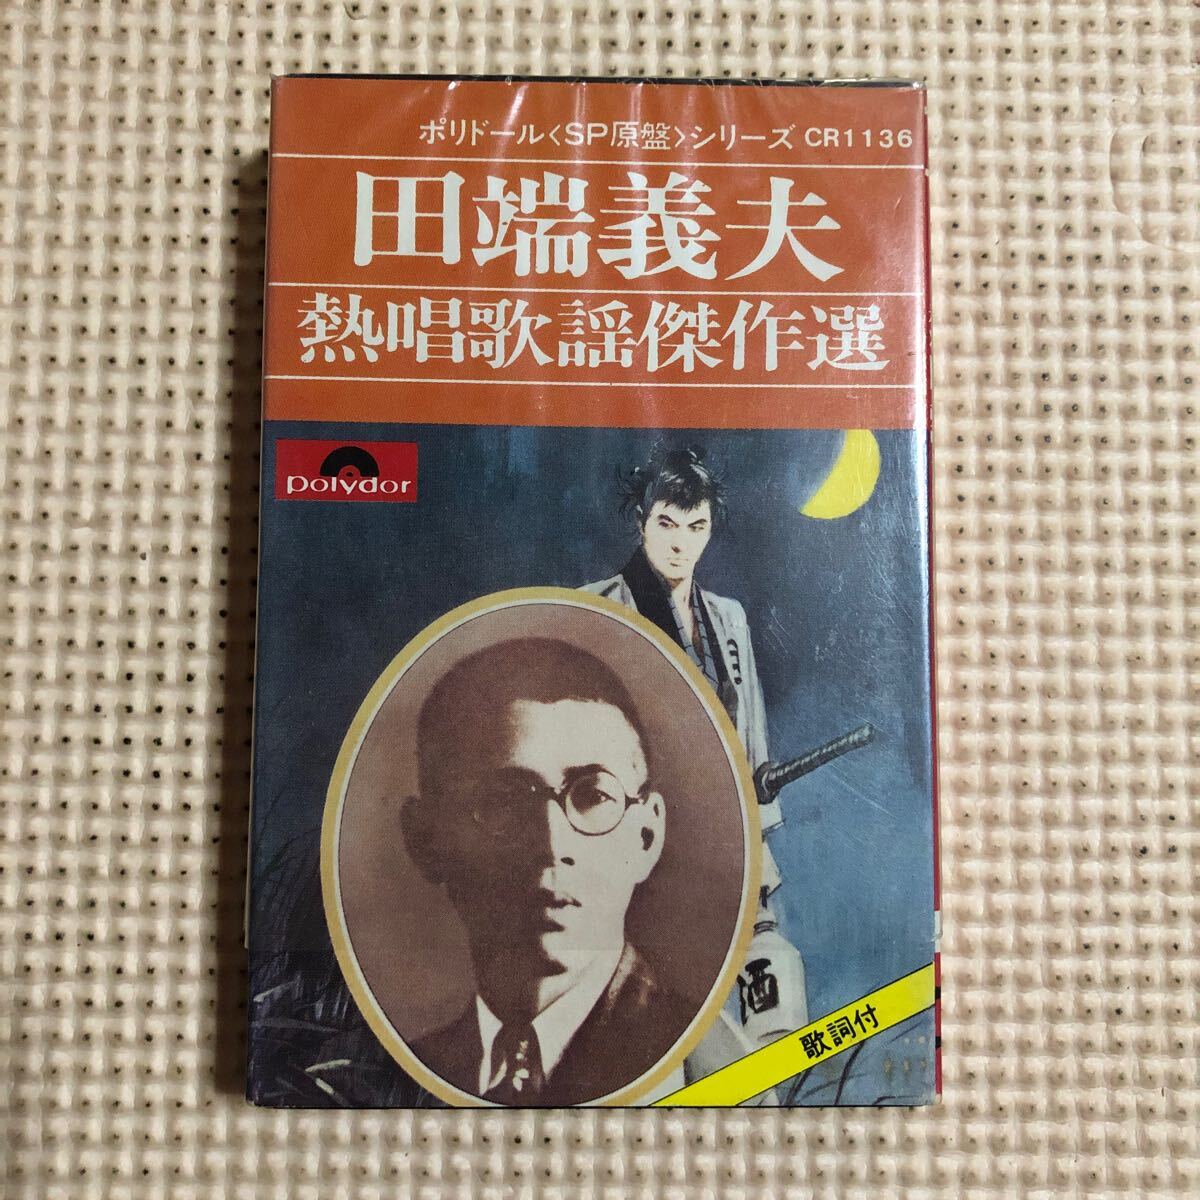 ポリドール〈SP原盤〉シリーズ CR1136
田端義夫
熱唱歌謡傑作選
polydor
酒
歌詞付